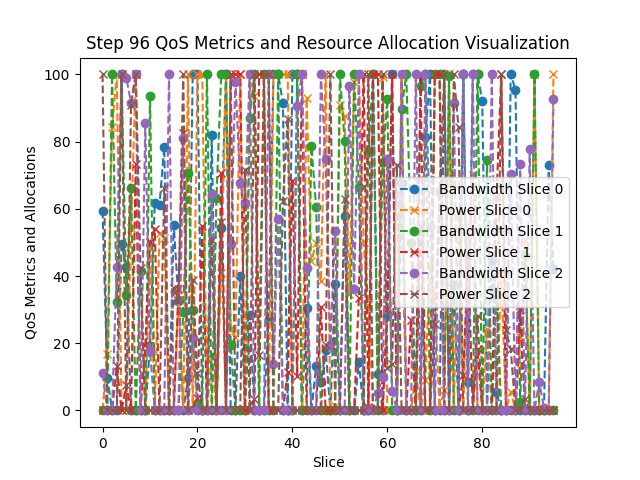 Step 96 QoS Metrics and Resource Allocation Visualization
100
80
60
40
20
0
QoS Metrics and Allocations
Bandwidth Slice 0
Power Slice 0
Bandwidth Slice 1
Power Slice 1
Bandwidth Slice 2
Power Slice 2
0 20 40 60 80
Slice